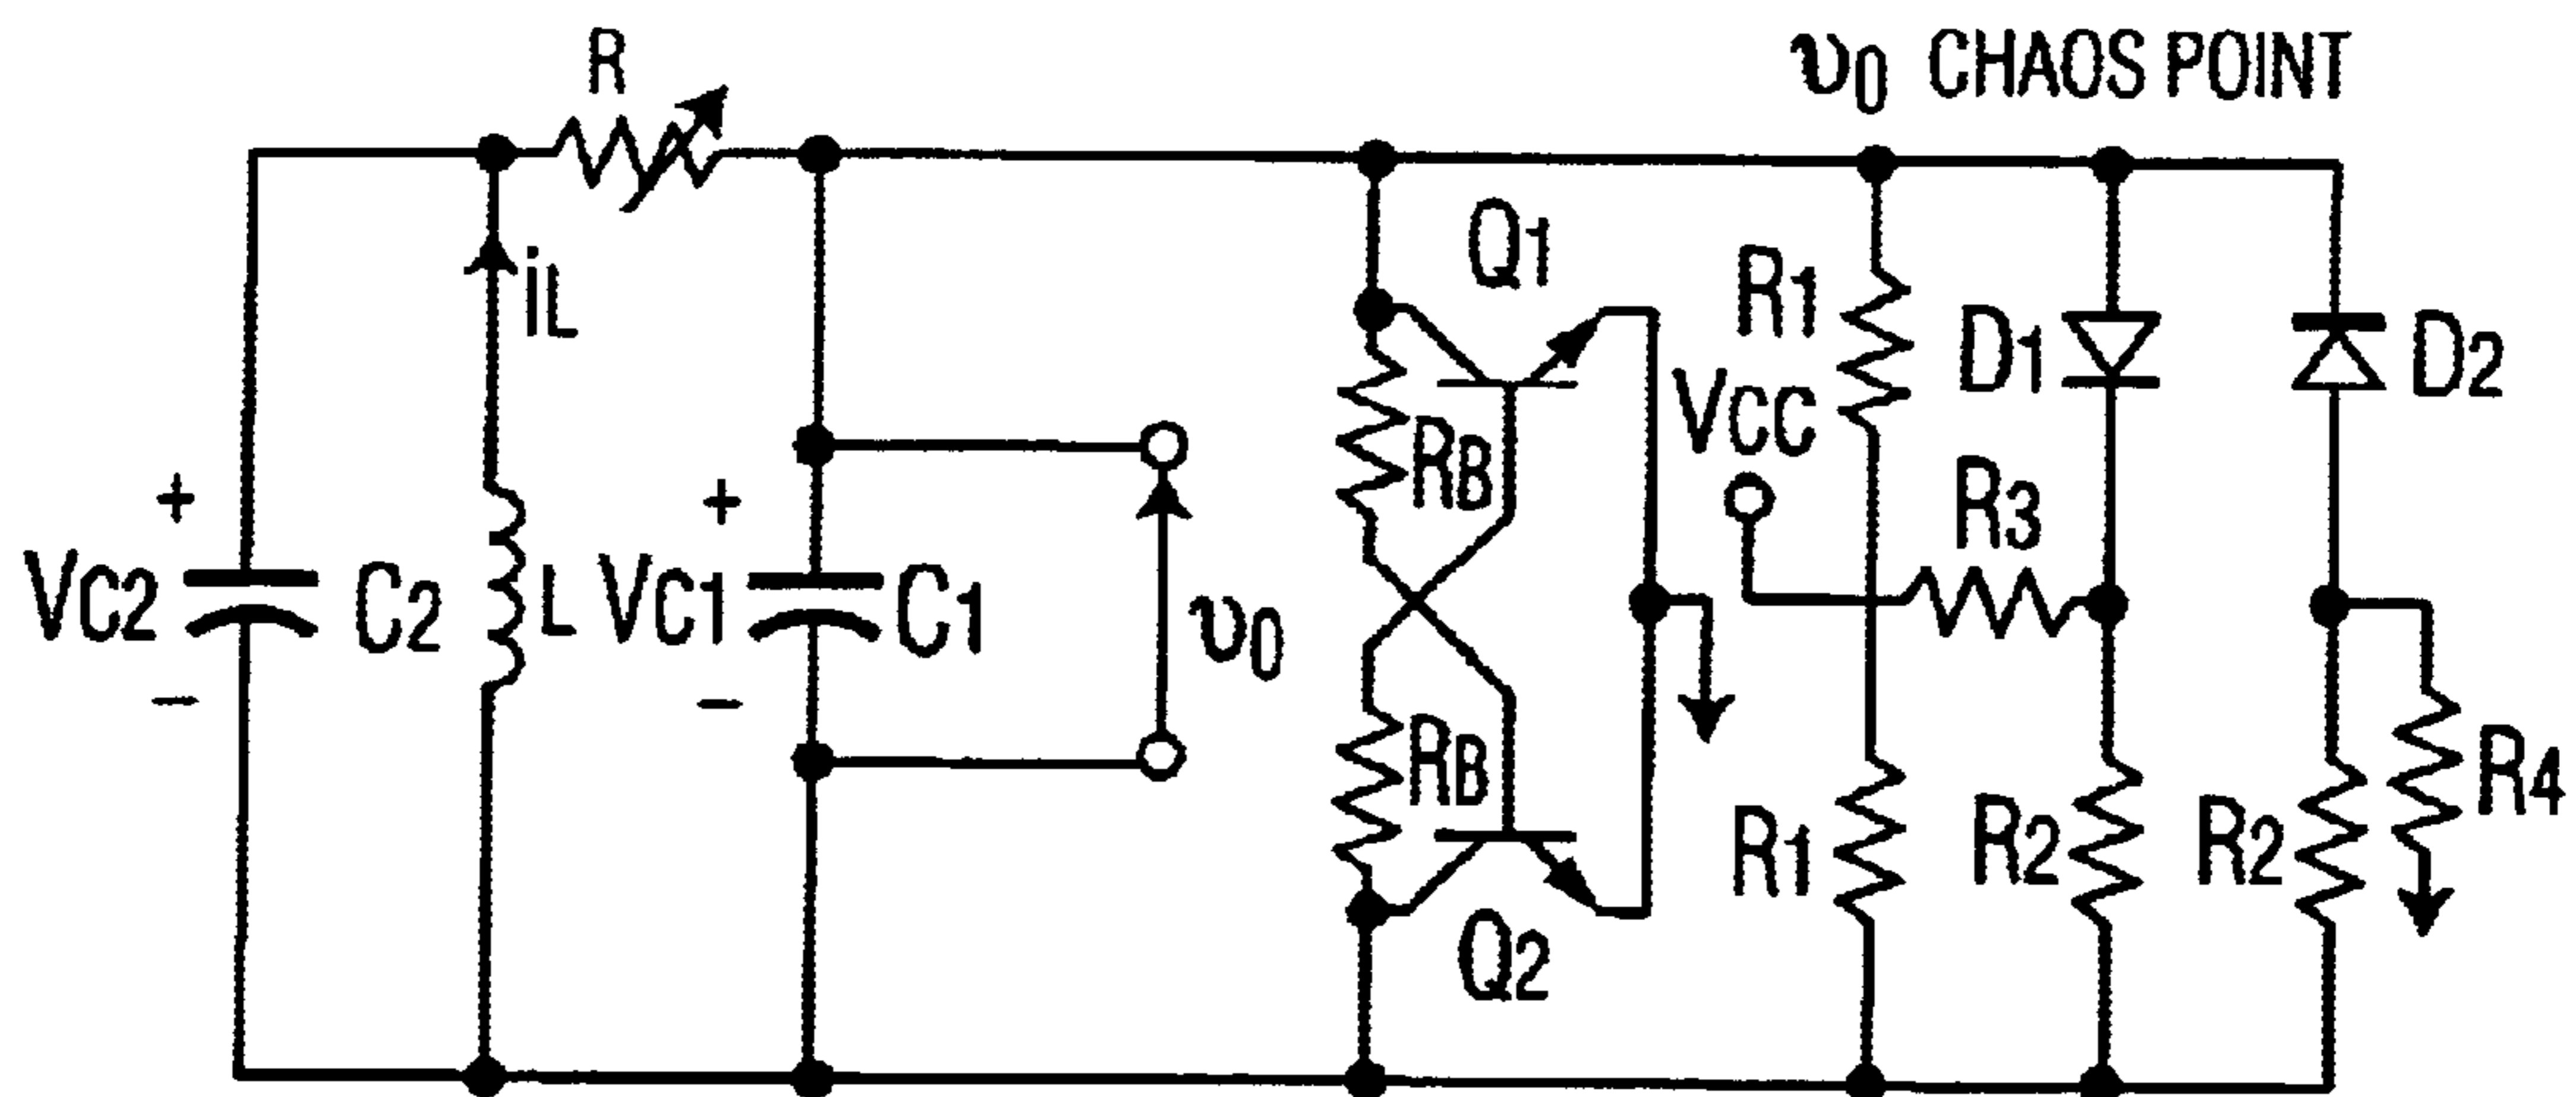 R
υ0 CHAOS POINT
iL
Q1
R1
D1
D2
VCC
RB
R3
+
VC2
−
C2
L
+
VC1
−
C1
υ0
RB
R1
R2
R2
R4
Q2